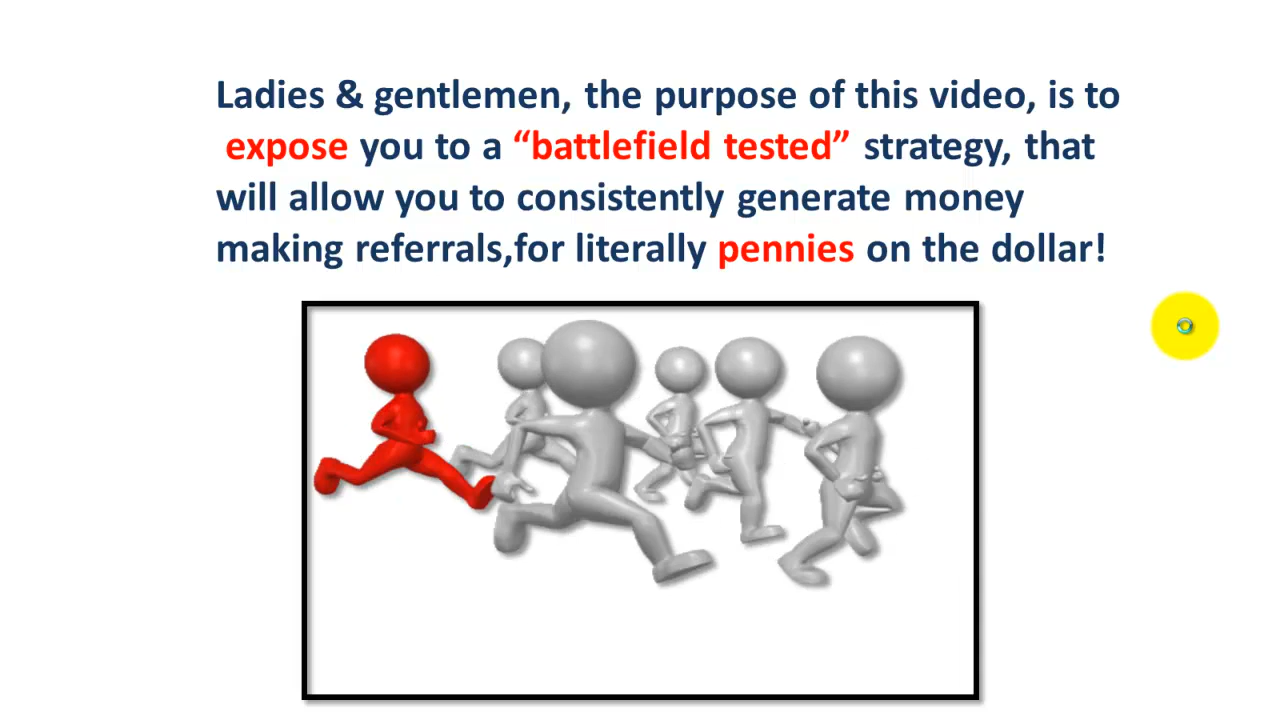 Ladies & gentlemen, the purpose of this video, is to
expose you to a “battlefield tested” strategy, that
will allow you to consistently generate money
making referrals,for literally pennies on the dollar!